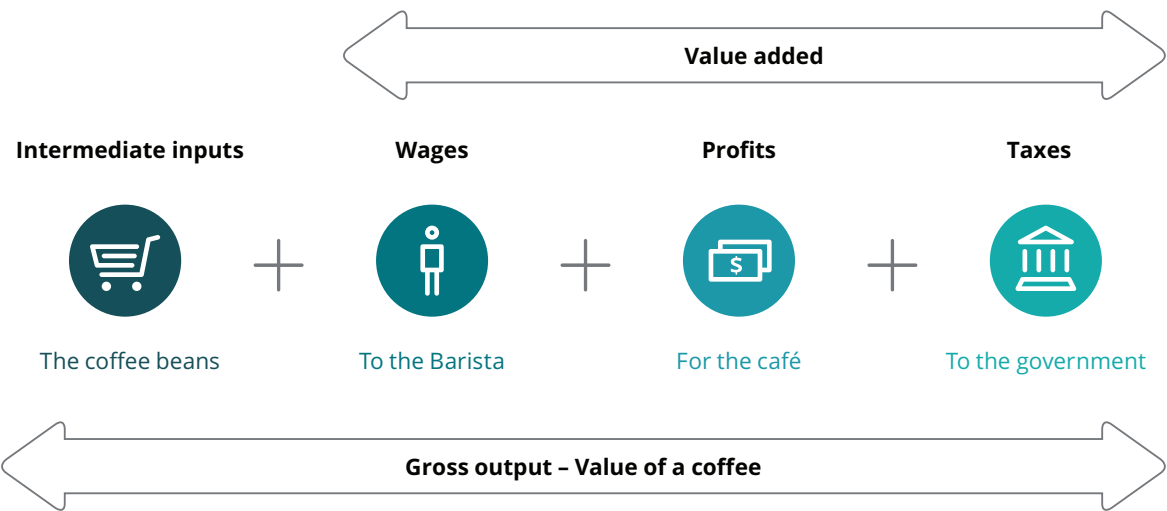 Value added
Intermediate inputs
Wages
Profits
Taxes
$
The coffee beans
To the Barista
For the café
To the government
Gross output – Value of a coffee